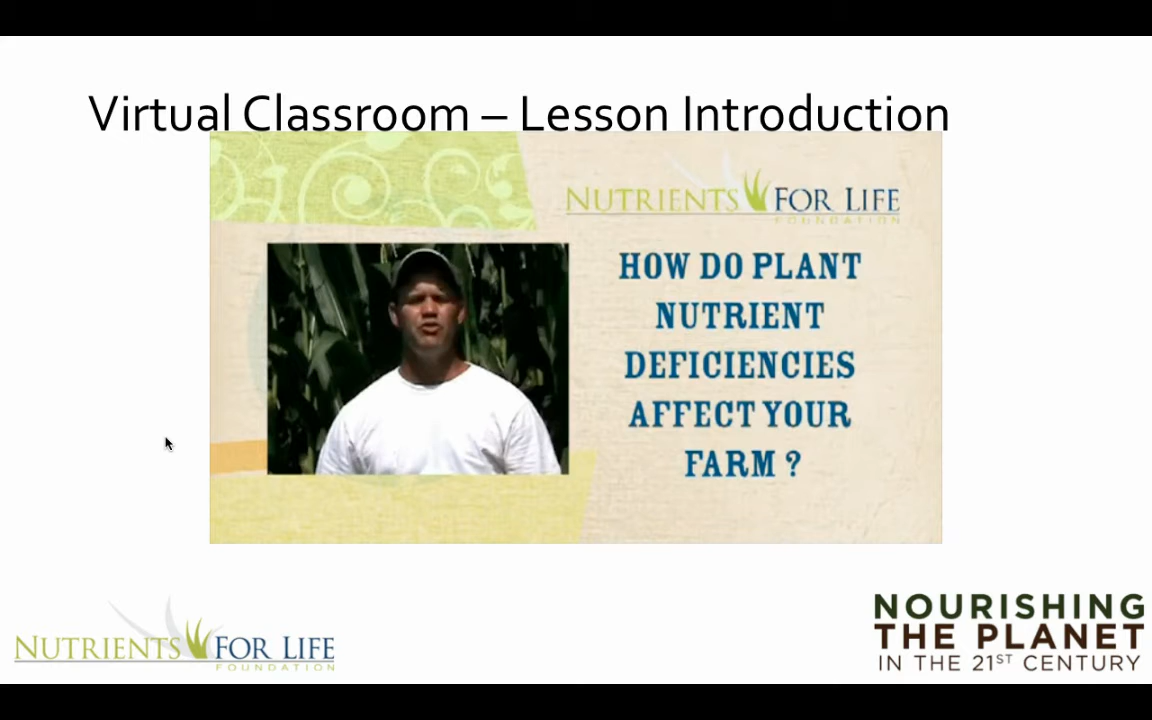 Virtual Classroom – Lesson Introduction
NUTRIENTS FOR LIFE
FOUNDATION
HOW DO PLANT
NUTRIENT
DEFICIENCIES
AFFECT YOUR
FARM ?
NUTRIENTS FOR LIFE
FOUNDATION
NOURISHING
THE PLANET
IN THE 21ST CENTURY